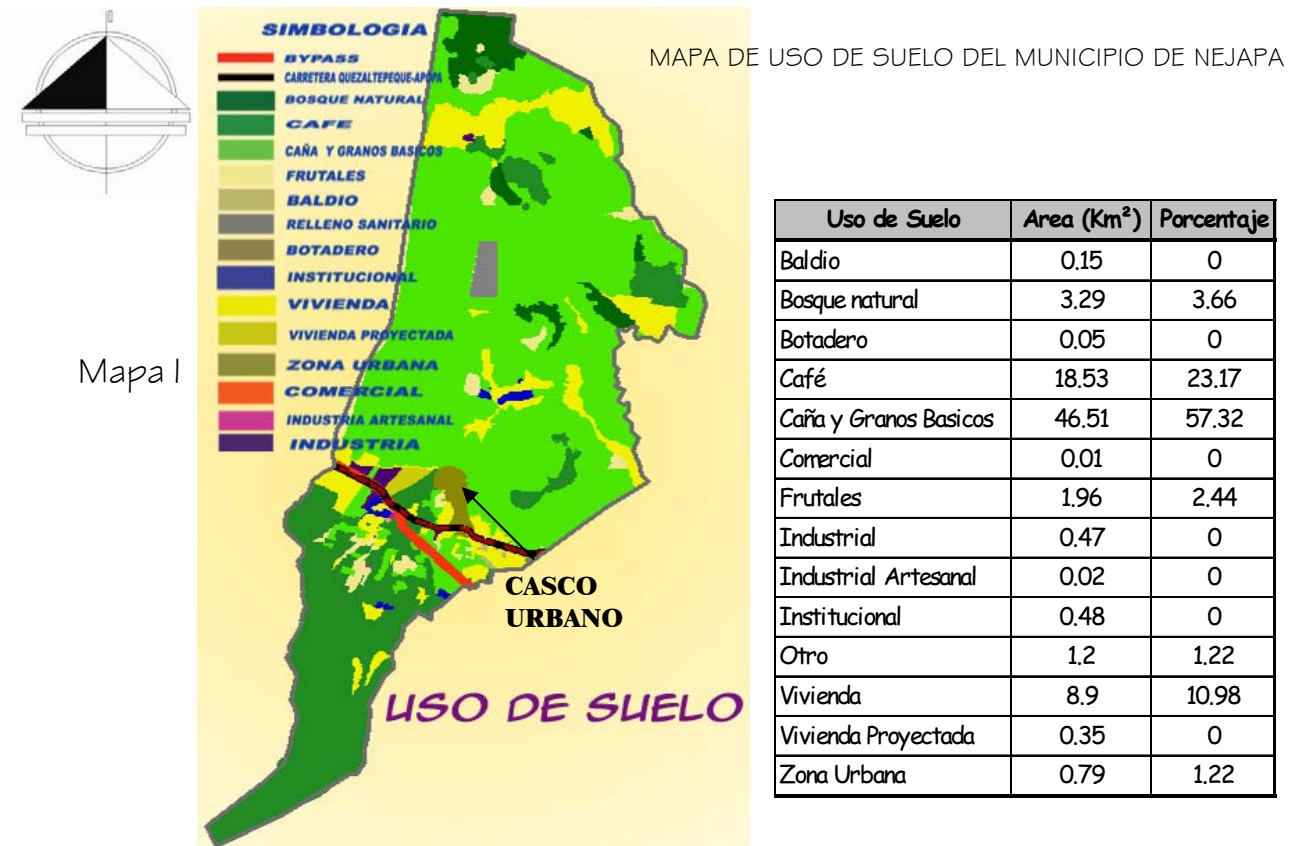 MAPA DE USO DE SUELO DEL MUNICIPIO DE NEJAPA
Mapa 1
SIMBOLOGIA
BYPASS
CARRETERA QUEZALTEPEQUE-APOPA
BOSQUE NATURAL
CAFE
CAÑA Y GRANOS BASICOS
FRUTALES
BALDIO
RELLENO SANITARIO
BOTADERO
INSTITUCIONAL
VIVIENDA
VIVIENDA PROYECTADA
ZONA URBANA
COMERCIAL
INDUSTRIA ARTESANAL
INDUSTRIA
CASCO
URBANO
USO DE SUELO
Uso de Suelo Area (Km²) Porcentaje
Baldio 0.15 0
Bosque natural 3.29 3.66
Botadero 0.05 0
Café 18.53 23.17
Caña y Granos Basicos 46.51 57.32
Comercial 0.01 0
Frutales 1.96 2.44
Industrial 0.47 0
Industrial Artesanal 0.02 0
Institucional 0.48 0
Otro 1.2 1.22
Vivienda 8.9 10.98
Vivienda Proyectada 0.35 0
Zona Urbana 0.79 1.22